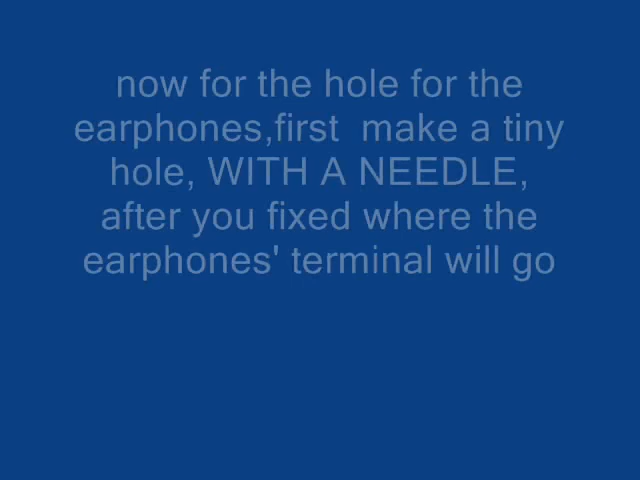 now for the hole for the
earphones,first  make a tiny
hole, WITH A NEEDLE,
after you fixed where the
earphones' terminal will go